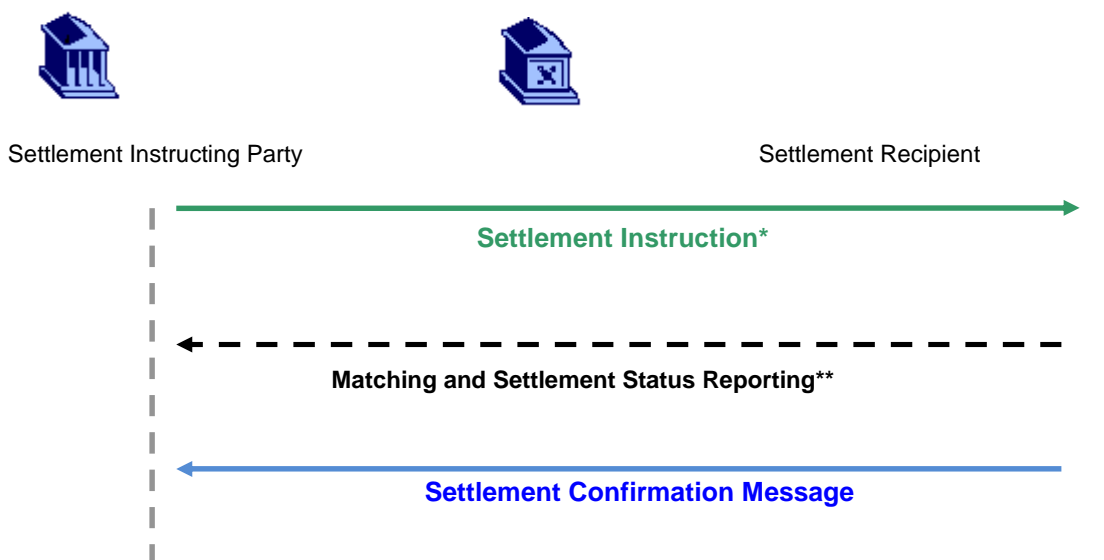 Settlement Instructing Party
Settlement Recipient
Settlement Instruction*
Matching and Settlement Status Reporting**
Settlement Confirmation Message